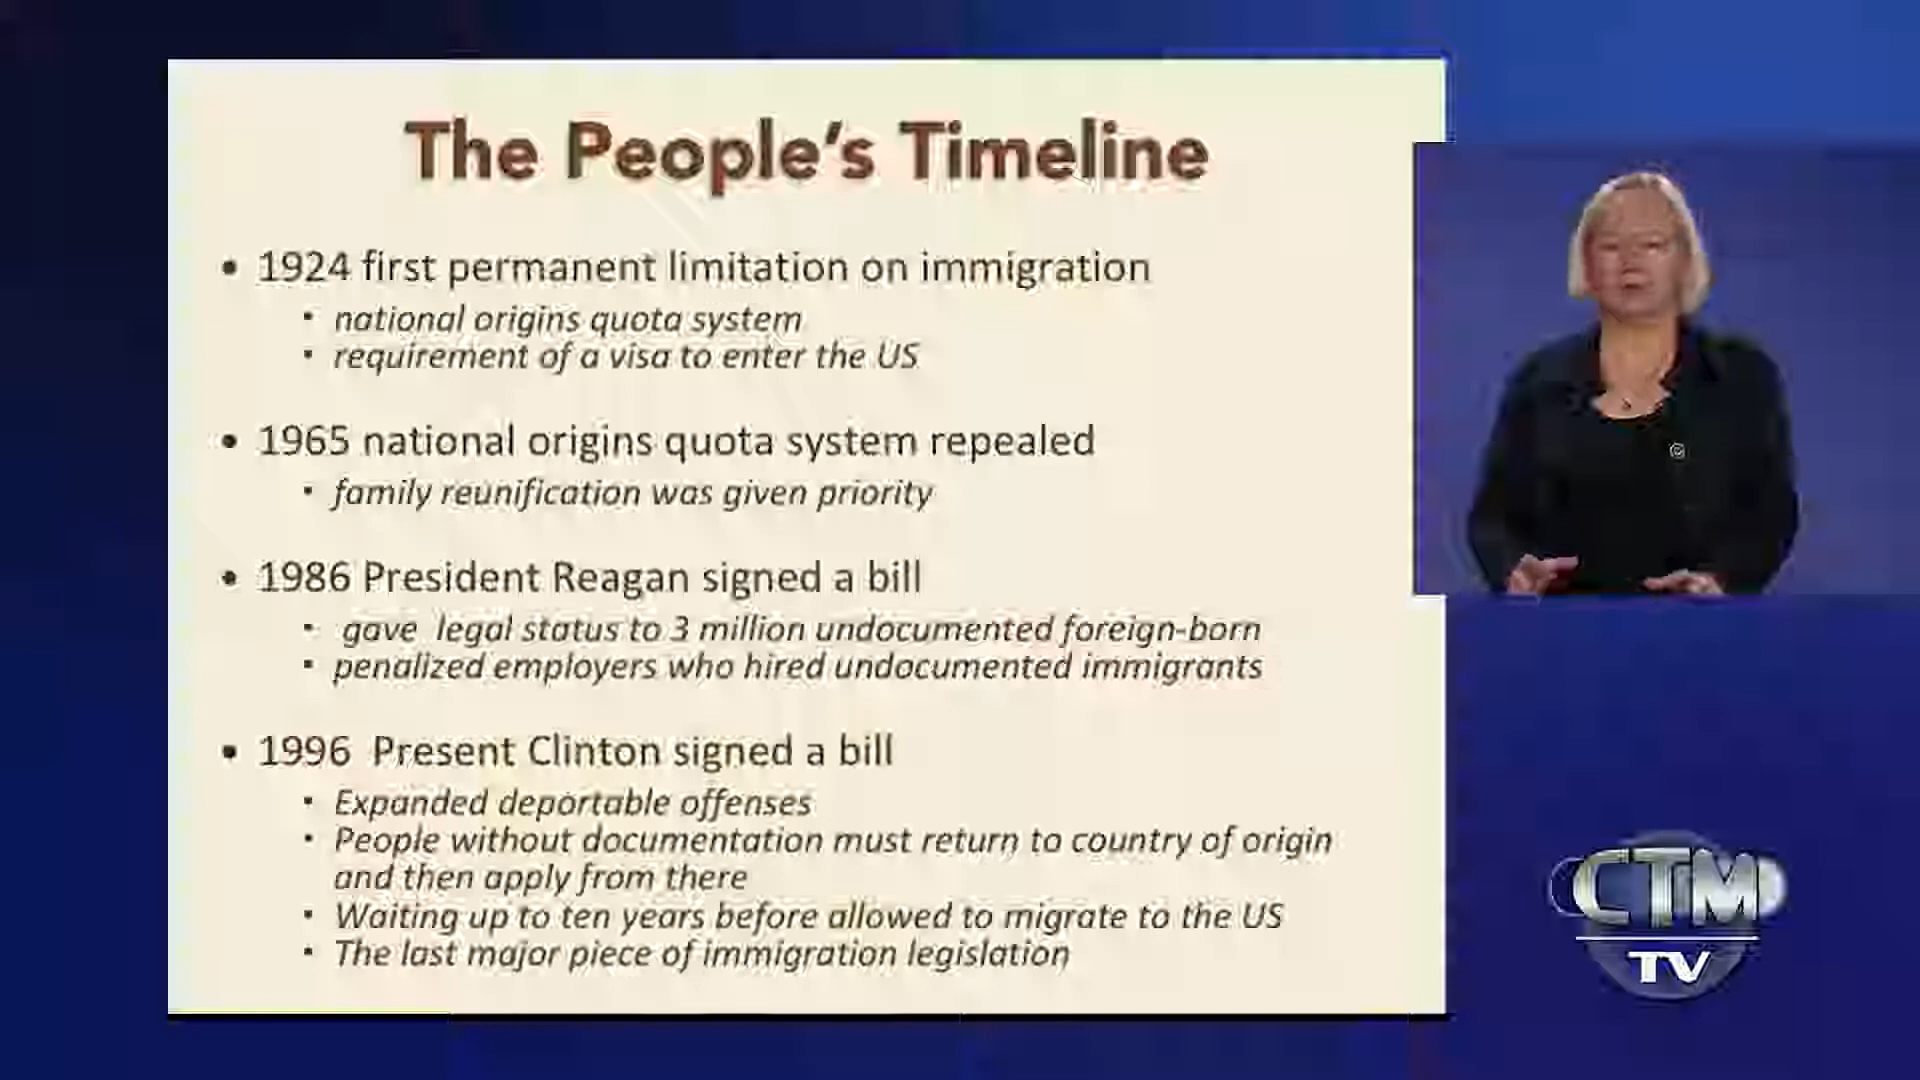 The People's Timeline
• 1924 first permanent limitation on immigration
• national origins quota system
• requirement of a visa to enter the US
• 1965 national origins quota system repealed
• family reunification was given priority
• 1986 President Reagan signed a bill
• gave legal status to 3 million undocumented foreign-born
• penalized employers who hired undocumented immigrants
• 1996 Present Clinton signed a bill
• Expanded deportable offenses
• People without documentation must return to country of origin
and then apply from there
• Waiting up to ten years before allowed to migrate to the US
• The last major piece of immigration legislation
CTM
TV